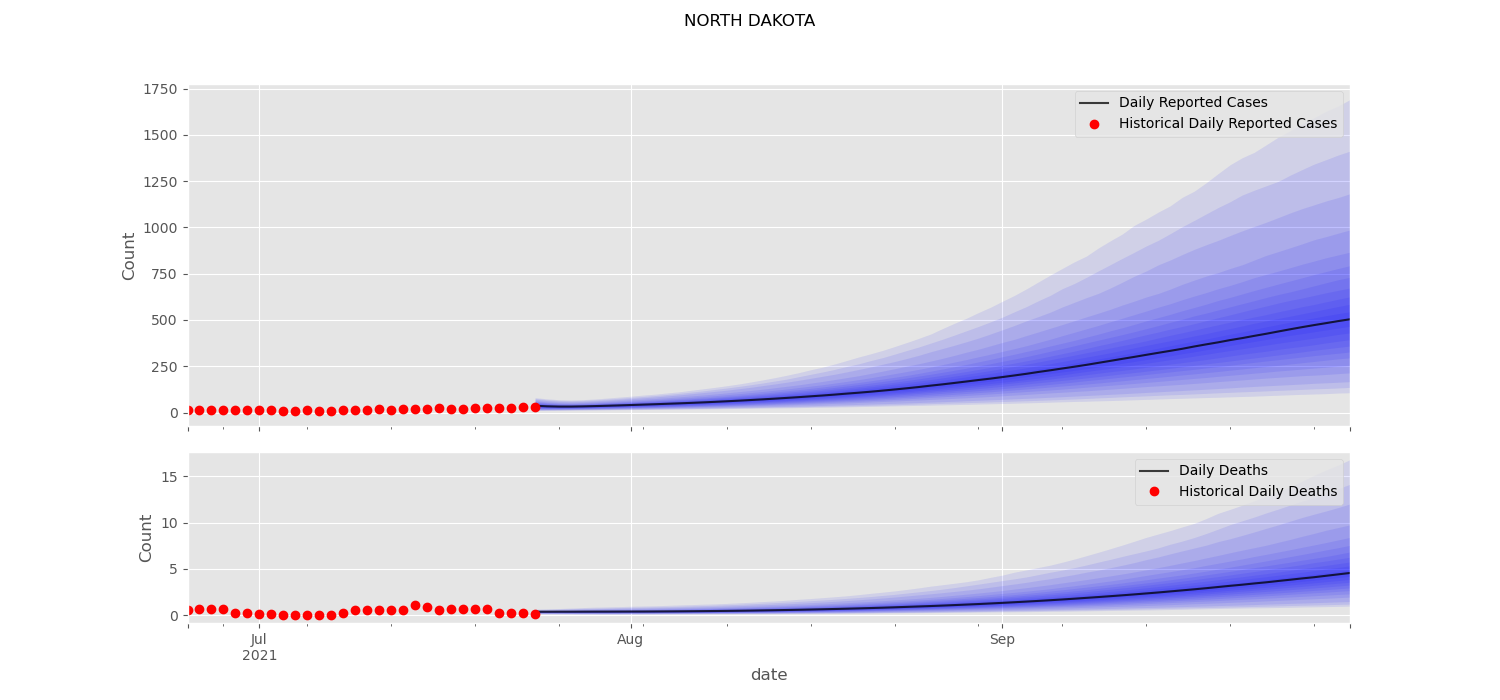 NORTH DAKOTA
1750
1500
1250
1000
750
500
250
0
Count
Daily Reported Cases
Historical Daily Reported Cases
15
10
5
0
Count
Daily Deaths
Historical Daily Deaths
Jul
2021
Aug
Sep
date